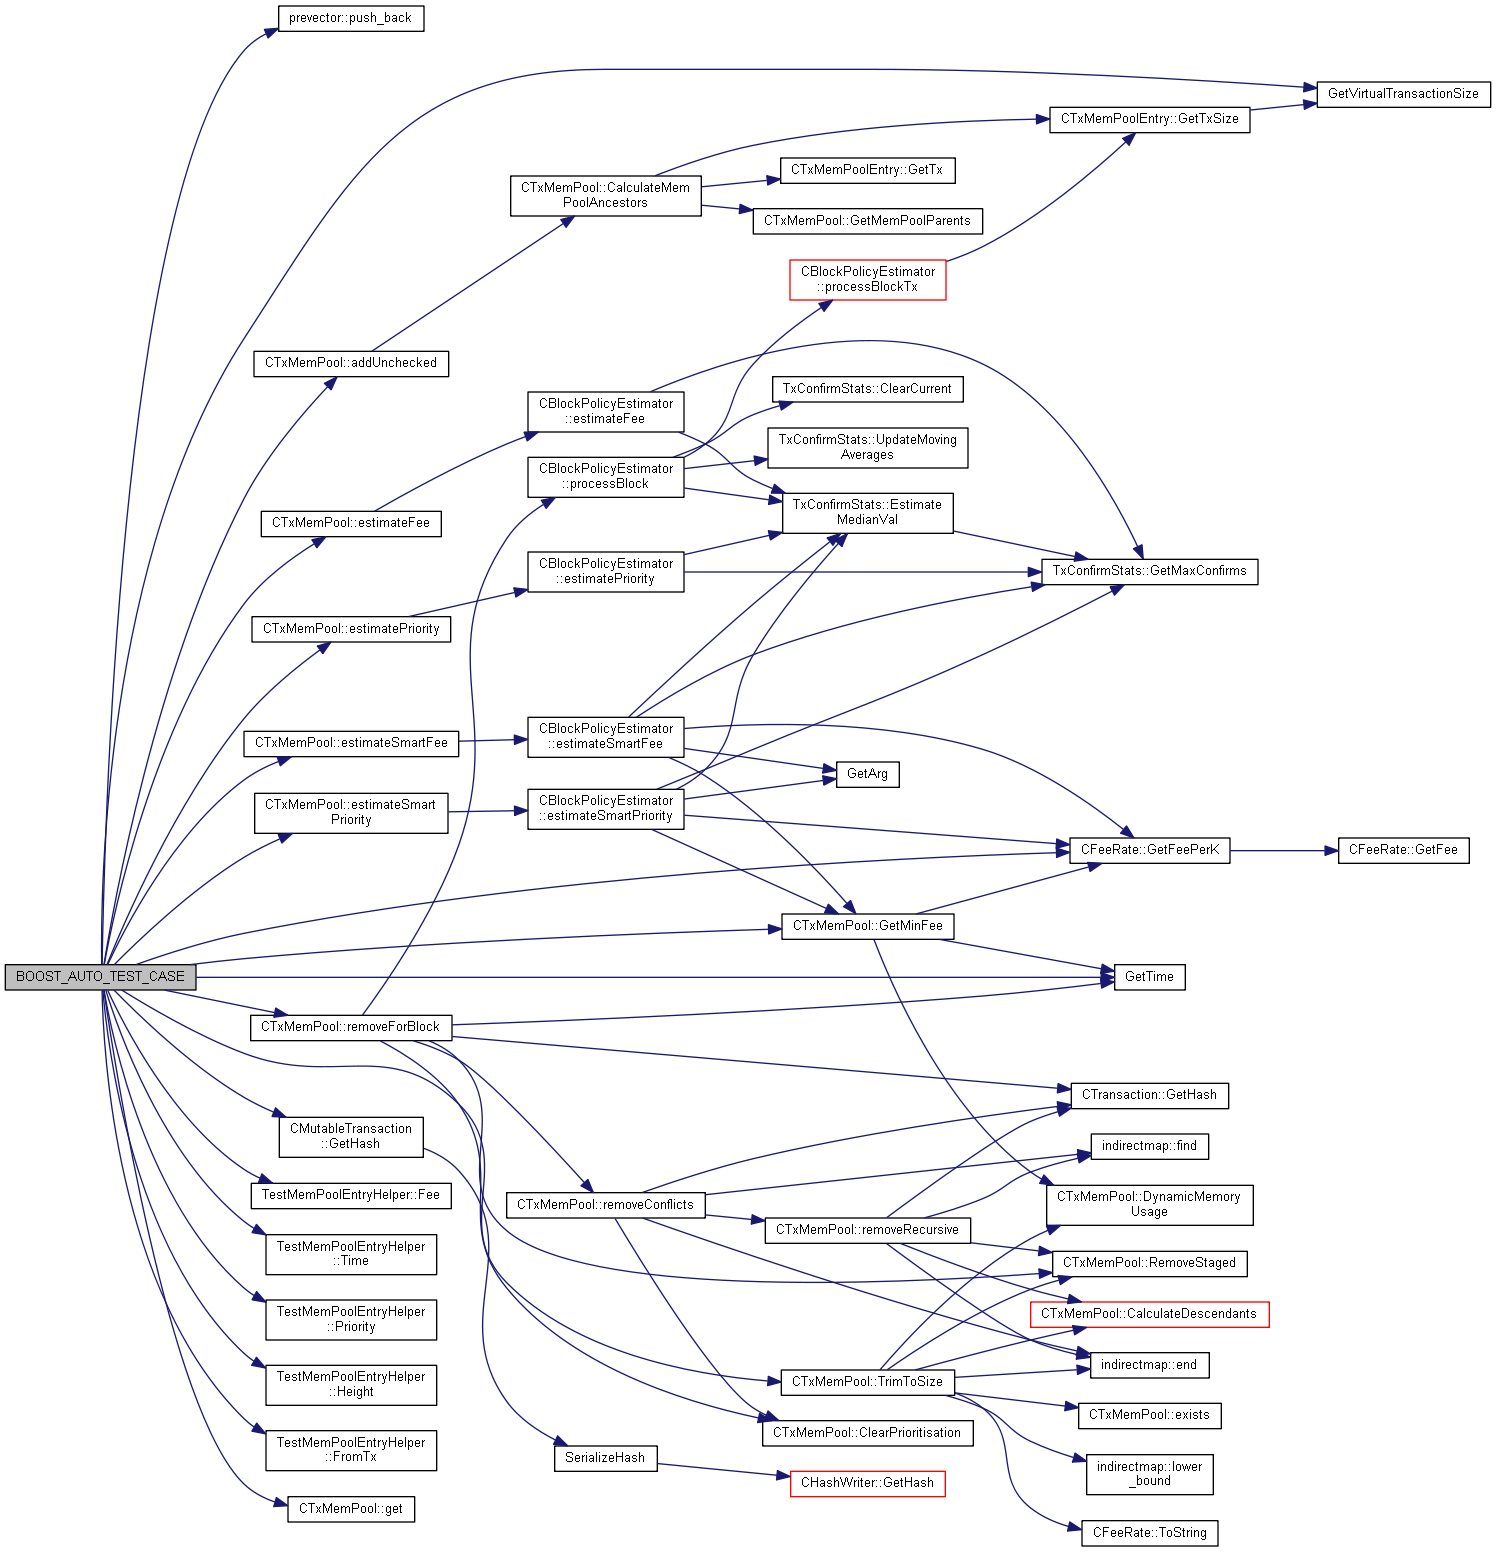 prevector::push_back
GetVirtualTransactionSize
CTxMemPoolEntry::GetTxSize
CTxMemPoolEntry::GetTx
CTxMemPool::CalculateMem
PoolAncestors
CTxMemPool::GetMemPoolParents
CBlockPolicyEstimator
::processBlockTx
CTxMemPool::addUnchecked
TxConfirmStats::ClearCurrent
CBlockPolicyEstimator
::estimateFee
TxConfirmStats::UpdateMoving
Averages
CBlockPolicyEstimator
::processBlock
TxConfirmStats::Estimate
MedianVal
CTxMemPool::estimateFee
CBlockPolicyEstimator
::estimatePriority
TxConfirmStats::GetMaxConfirms
CTxMemPool::estimatePriority
CBlockPolicyEstimator
::estimateSmartFee
CTxMemPool::estimateSmartFee
GetArg
CTxMemPool::estimateSmart
Priority
CBlockPolicyEstimator
::estimateSmartPriority
CFeeRate::GetFeePerK
CFeeRate::GetFee
CTxMemPool::GetMinFee
BOOST_AUTO_TEST_CASE
GetTime
CTxMemPool::removeForBlock
CTransaction::GetHash
CMutableTransaction
::GetHash
indirectmap::find
TestMemPoolEntryHelper::Fee
CTxMemPool::removeConflicts
CTxMemPool::DynamicMemory
Usage
CTxMemPool::removeRecursive
TestMemPoolEntryHelper
::Time
CTxMemPool::RemoveStaged
CTxMemPool::CalculateDescendants
TestMemPoolEntryHelper
::Priority
indirectmap::end
CTxMemPool::TrimToSize
TestMemPoolEntryHelper
::Height
CTxMemPool::exists
CTxMemPool::ClearPrioritisation
TestMemPoolEntryHelper
::FromTx
SerializeHash
indirectmap::lower
_bound
CHashWriter::GetHash
CTxMemPool::get
CFeeRate::ToString